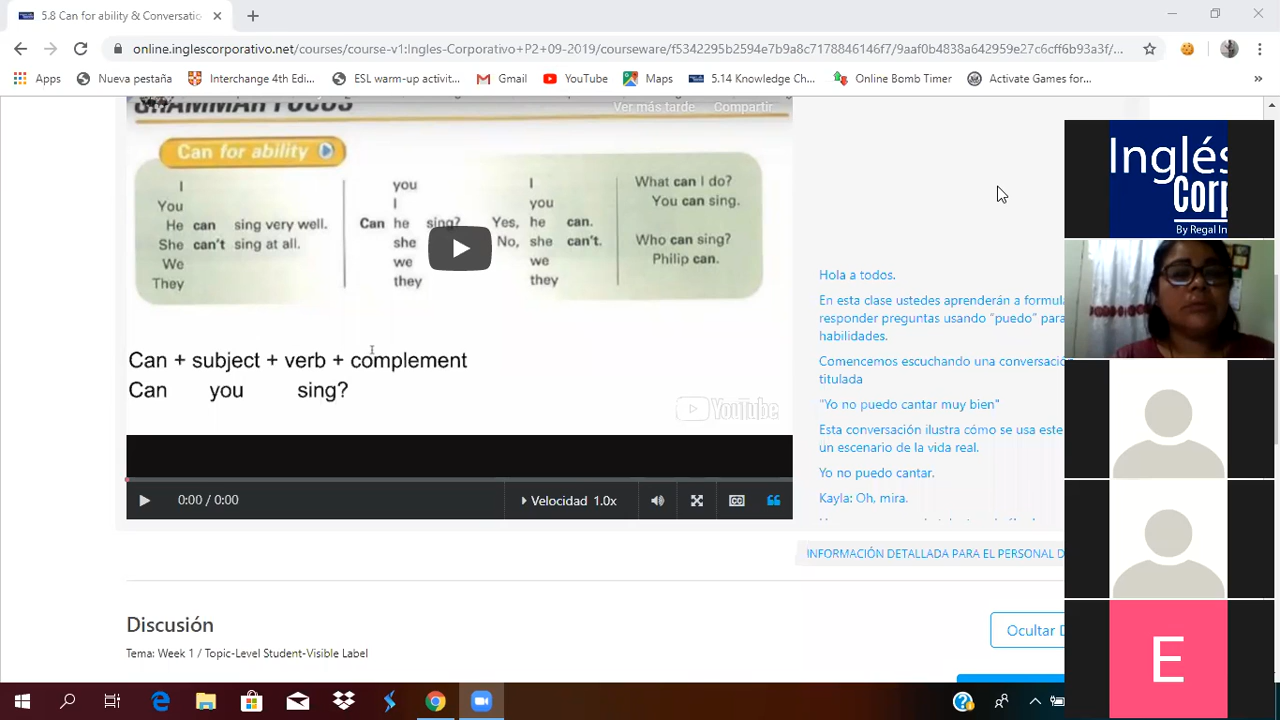 5.8 Can for ability & Conversatio
online.inglescorporativo.net/courses/course-v1:Ingles-Corporativo+P2+09-2019/courseware/f5342295b2594e7b9a8c7178846146f7/9aaf0b4838a642959e27c6cff6b93a3f/...
Apps Nueva pestaña Interchange 4th Edi... ESL warm-up activit... Gmail YouTube Maps 5.14 Knowledge Ch... Online Bomb Timer Activate Games for...
GRAMMAR FOCUS
Ver más tarde Compartir
Can for ability
I you I What can I do?
You I you You can sing.
He can sing very well. Can he sing? Yes, he can.
She can't sing at all. she No, she can't. Who can sing?
We we we Philip can.
They they they
Can + subject + verb + complement
Can you sing?
YouTube
0:00 / 0:00 Velocidad 1.0x
Hola a todos.
En esta clase ustedes aprenderán a formula
responder preguntas usando “puedo” para
habilidades.
Comencemos escuchando una conversación
titulada
"Yo no puedo cantar muy bien"
Esta conversación ilustra cómo se usa este
un escenario de la vida real.
Yo no puedo cantar.
Kayla: Oh, mira.
INFORMACIÓN DETALLADA PARA EL PERSONAL D
Discusión
Tema: Week 1 / Topic-Level Student-Visible Label
Ocultar D
Inglés
Corp
By Regal In
E